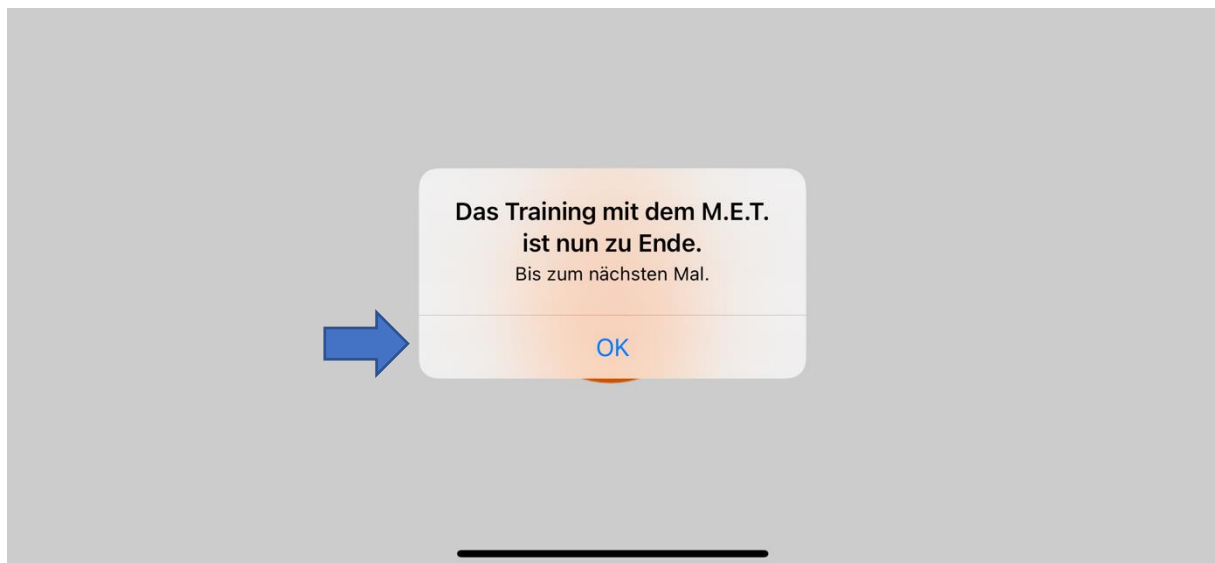 Das Training mit dem M.E.T.
ist nun zu Ende.
Bis zum nächsten Mal.
OK